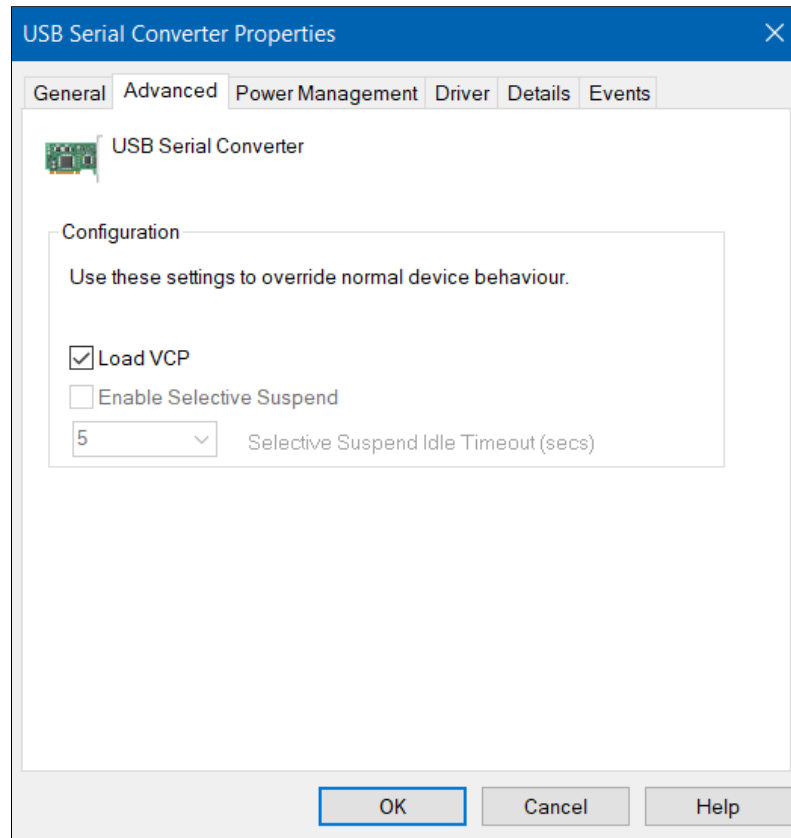 USB Serial Converter Properties
General Advanced Power Management Driver Details Events
USB Serial Converter
Configuration
Use these settings to override normal device behaviour.
Load VCP
Enable Selective Suspend
5 Selective Suspend Idle Timeout (secs)
OK Cancel Help